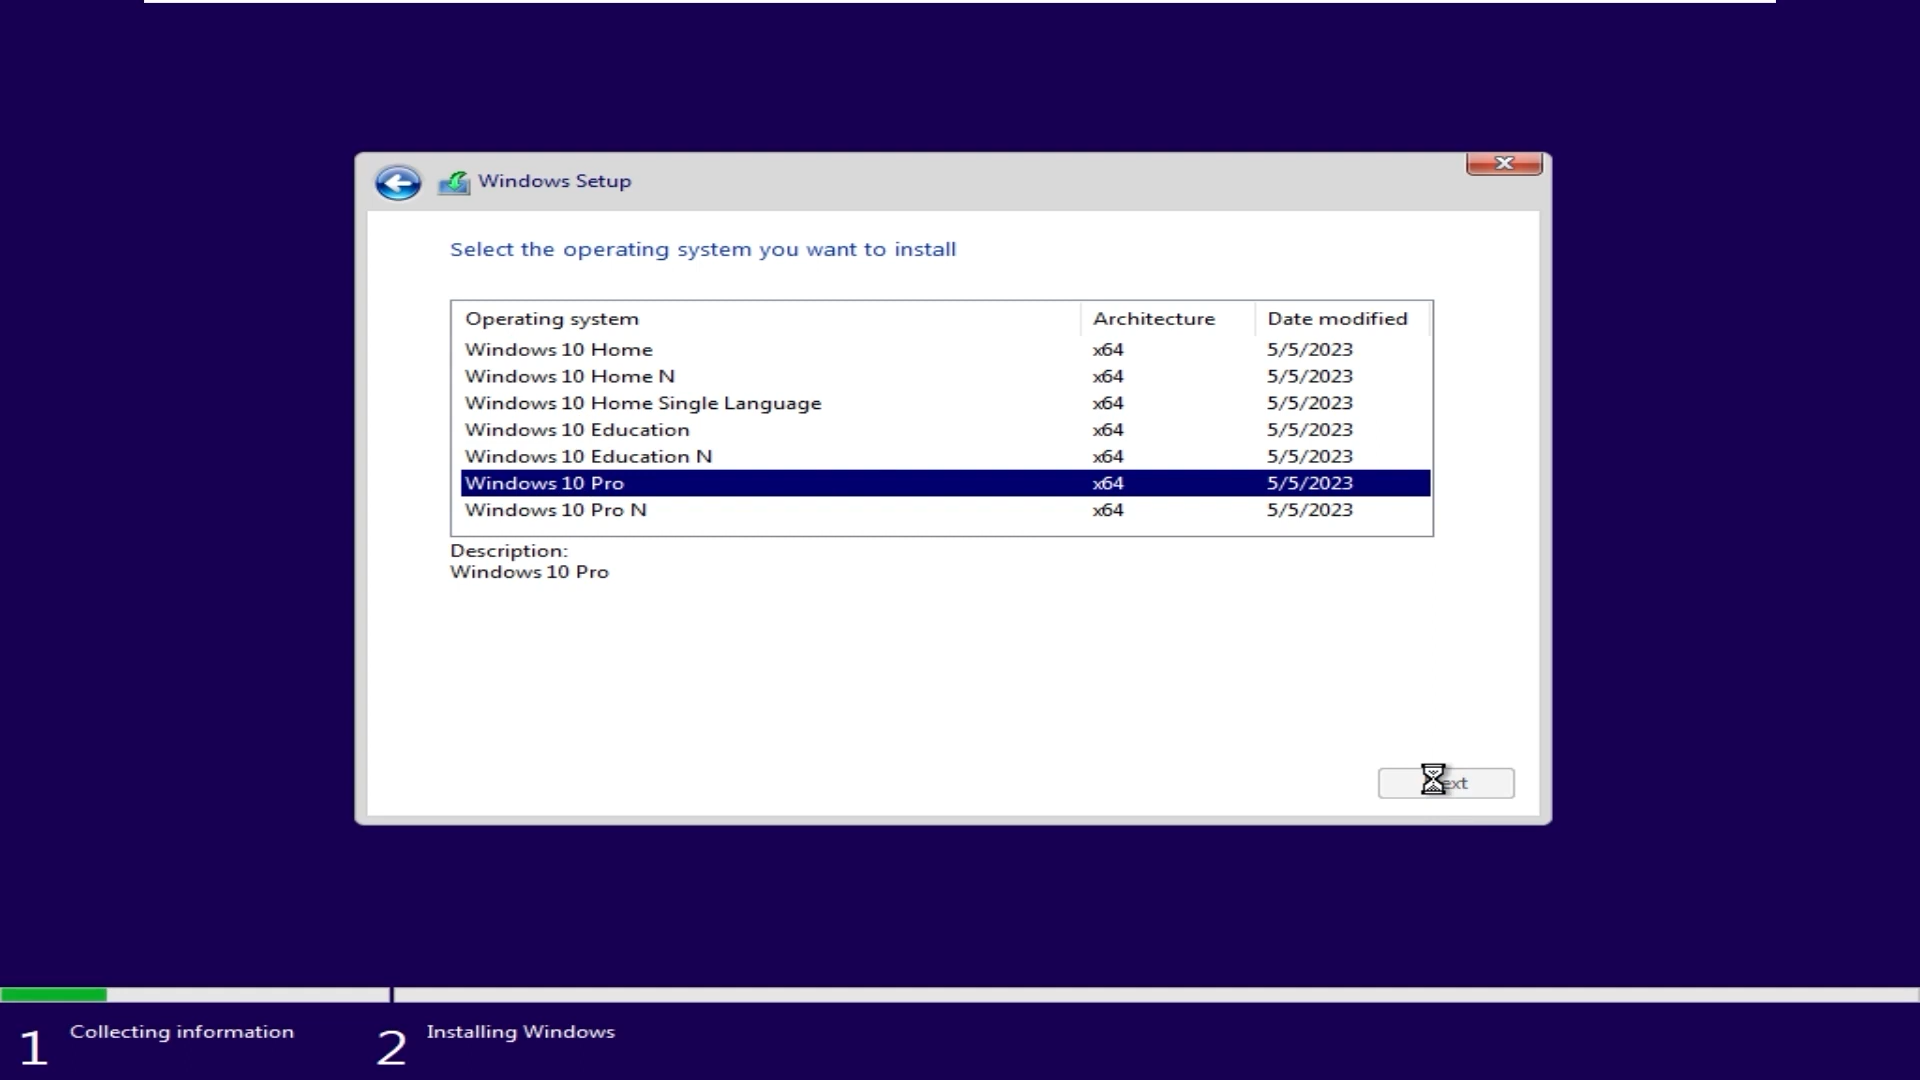 Windows Setup
Select the operating system you want to install
Operating system Architecture Date modified
Windows 10 Home x64 5/5/2023
Windows 10 Home N x64 5/5/2023
Windows 10 Home Single Language x64 5/5/2023
Windows 10 Education x64 5/5/2023
Windows 10 Education N x64 5/5/2023
Windows 10 Pro x64 5/5/2023
Windows 10 Pro N x64 5/5/2023
Description:
Windows 10 Pro
1 Collecting information 2 Installing Windows